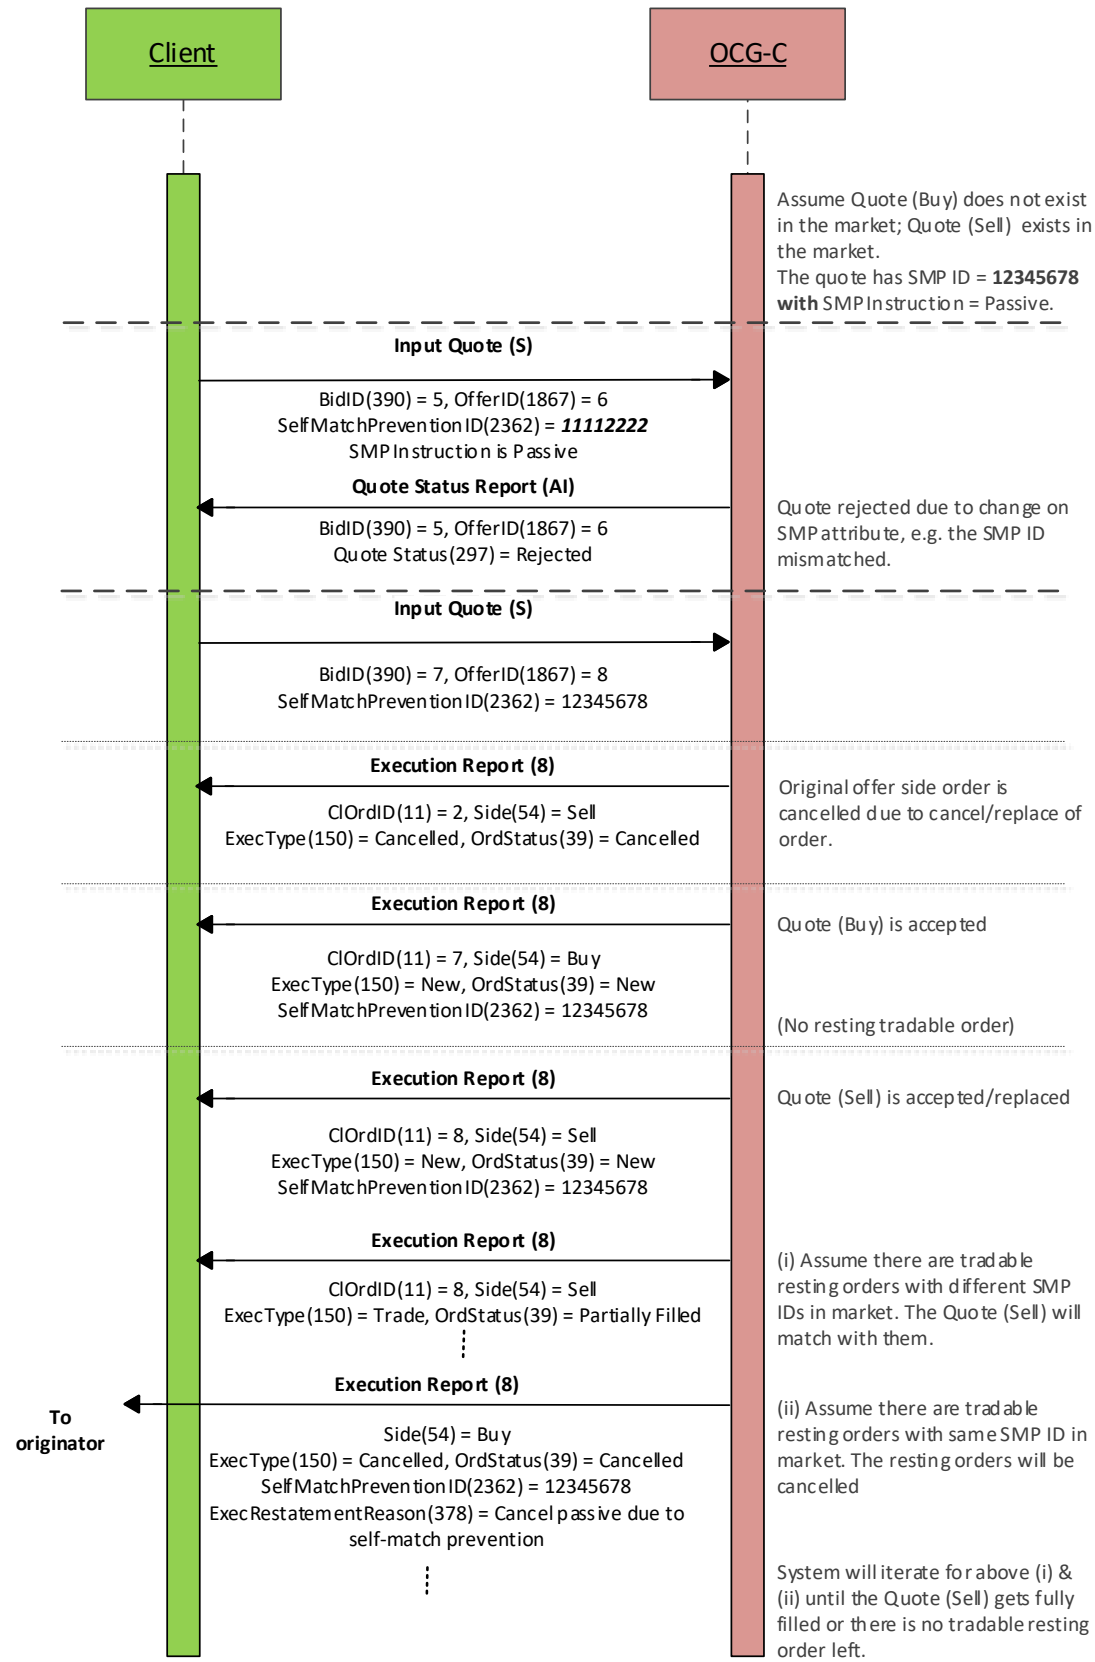 Client
OCG-C
Assume Quote (Buy) does not exist
in the market; Quote (Sell) exists in
the market.
The quote has SMP ID = 12345678
with SMP Instruction = Passive.
Input Quote (S)
BidID(390) = 5, OfferID(1867) = 6
SelfMatchPreventionID(2362) = 11112222
SMP Instruction is Passive
Quote Status Report (AI)
BidID(390) = 5, OfferID(1867) = 6
Quote Status(297) = Rejected
Quote rejected due to change on
SMP attribute, e.g. the SMP ID
mismatched.
Input Quote (S)
BidID(390) = 7, OfferID(1867) = 8
SelfMatchPreventionID(2362) = 12345678
Execution Report (8)
ClOrdID(11) = 2, Side(54) = Sell
ExecType(150) = Cancelled, OrdStatus(39) = Cancelled
Original offer side order is
cancelled due to cancel/replace of
order.
Execution Report (8)
Quote (Buy) is accepted
ClOrdID(11) = 7, Side(54) = Buy
ExecType(150) = New, OrdStatus(39) = New
SelfMatchPreventionID(2362) = 12345678
(No resting tradable order)
Execution Report (8)
Quote (Sell) is accepted/replaced
ClOrdID(11) = 8, Side(54) = Sell
ExecType(150) = New, OrdStatus(39) = New
SelfMatchPreventionID(2362) = 12345678
Execution Report (8)
ClOrdID(11) = 8, Side(54) = Sell
ExecType(150) = Trade, OrdStatus(39) = Partially Filled
(i) Assume there are tradable
resting orders with different SMP
IDs in market. The Quote (Sell) will
match with them.
Execution Report (8)
To
originator
Side(54) = Buy
ExecType(150) = Cancelled, OrdStatus(39) = Cancelled
SelfMatchPreventionID(2362) = 12345678
ExecRestatementReason(378) = Cancel passive due to
self-match prevention
(ii) Assume there are tradable
resting orders with same SMP ID in
market. The resting orders will be
cancelled
System will iterate for above (i) &
(ii) until the Quote (Sell) gets fully
filled or there is no tradable resting
order left.